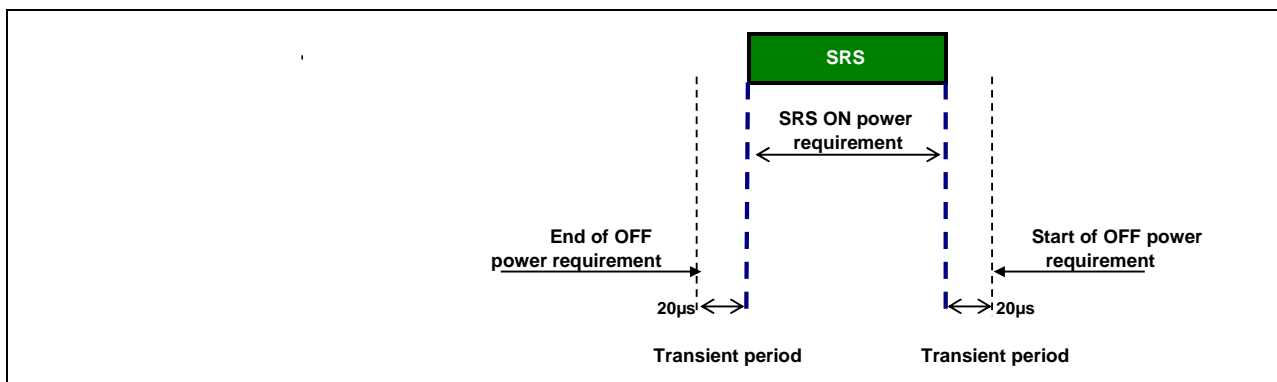 SRS
SRS ON power
requirement
End of OFF
power requirement
Start of OFF power
requirement
20µs
20µs
Transient period
Transient period